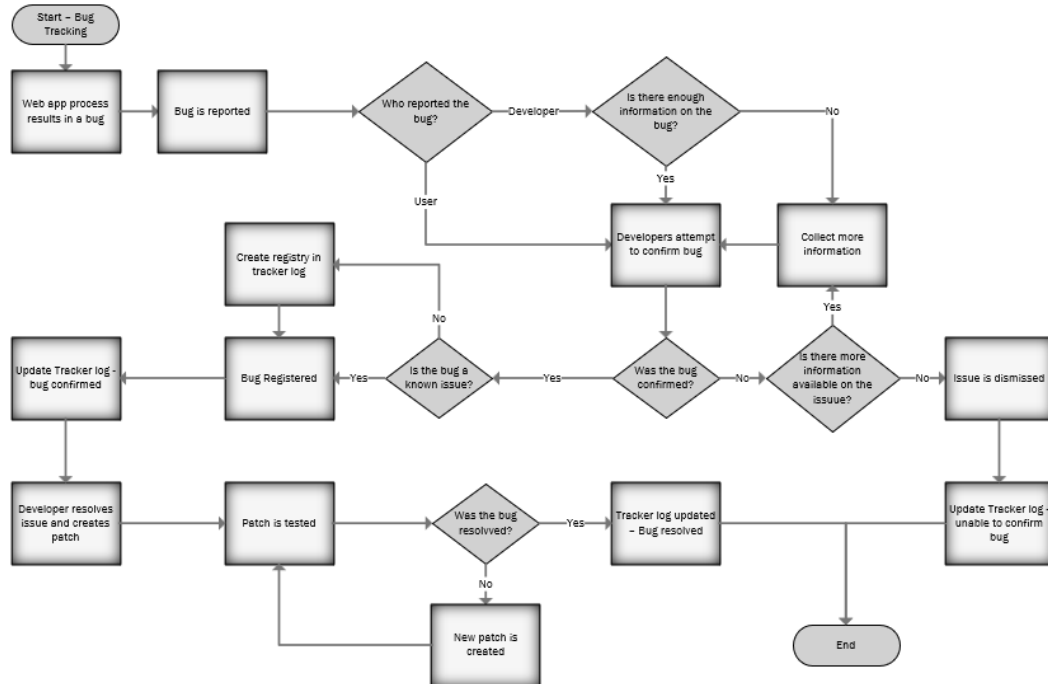 Start – Bug
Tracking
Web app process
results in a bug
Bug is reported
Who reported the
bug?
Developer
Is there enough
information on the
bug?
No
Yes
User
Developers attempt
to confirm bug
Collect more
information
Create registry in
tracker log
No
Yes
Update Tracker log -
bug confirmed
Bug Registered
Yes
Is the bug a
known issue?
Yes
Was the bug
confirmed?
No
Is there more
information
available on the
issuue?
No
Issue is dismissed
Developer resolves
issue and creates
patch
Patch is tested
Was the bug
resolvved?
Yes
Tracker log updated
– Bug resolved
Update Tracker log -
unable to confirm
bug
No
New patch is
created
End